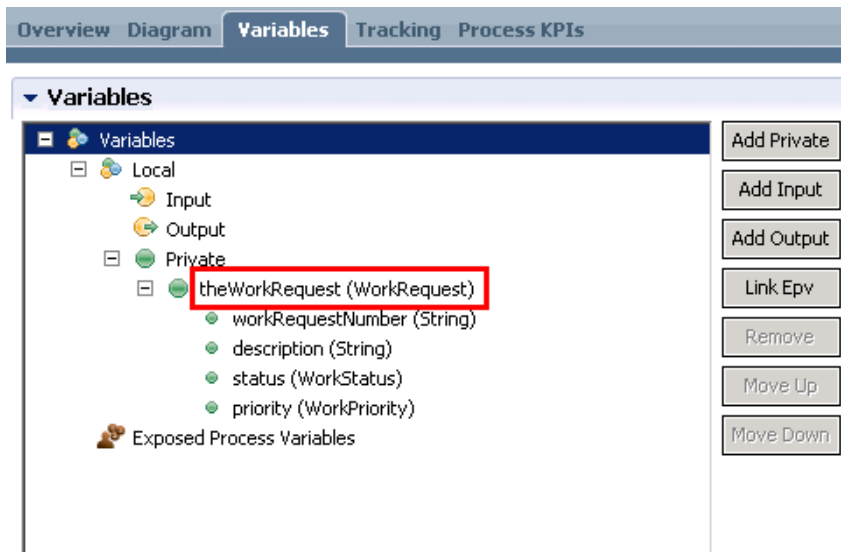 Overview Diagram Variables Tracking Process KPIs
Variables
Variables
Local
Input
Output
Private
theWorkRequest (WorkRequest)
workRequestNumber (String)
description (String)
status (WorkStatus)
priority (WorkPriority)
Exposed Process Variables
Add Private
Add Input
Add Output
Link Epv
Remove
Move Up
Move Down